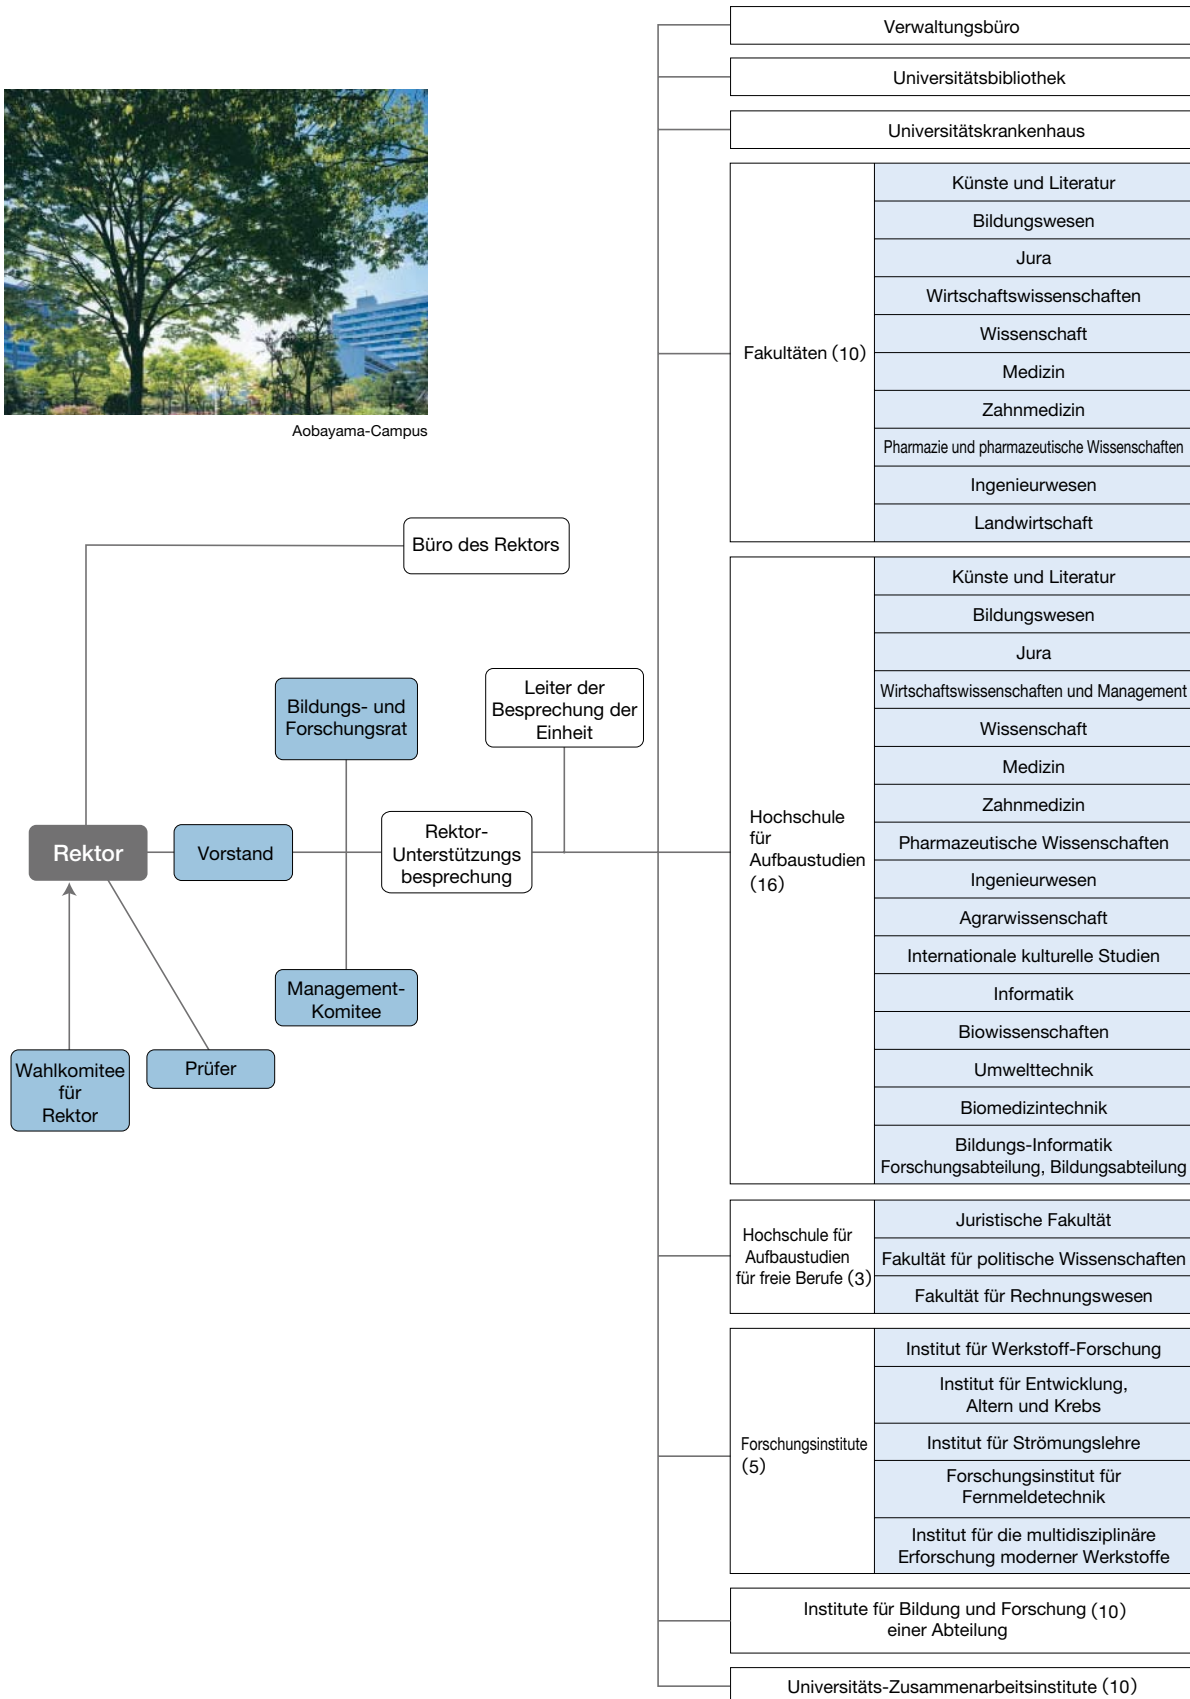 Aobayama-Campus
Büro des Rektors
Bildungs- und
Forschungsrat
Leiter der
Besprechung der
Einheit
Rektor
Vorstand
Rektor-
Unterstützungs
besprechung
Management-
Komitee
Wahlkomitee
für
Rektor
Prüfer
Verwaltungsbüro
Universitätsbibliothek
Universitätskrankenhaus
Fakultäten (10)
Künste und Literatur
Bildungswesen
Jura
Wirtschaftswissenschaften
Wissenschaft
Medizin
Zahnmedizin
Pharmazie und pharmazeutische Wissenschaften
Ingenieurwesen
Landwirtschaft
Hochschule
für
Aufbaustudien
(16)
Künste und Literatur
Bildungswesen
Jura
Wirtschaftswissenschaften und Management
Wissenschaft
Medizin
Zahnmedizin
Pharmazeutische Wissenschaften
Ingenieurwesen
Agrarwissenschaft
Internationale kulturelle Studien
Informatik
Biowissenschaften
Umwelttechnik
Biomedizintechnik
Bildungs-Informatik
Forschungsabteilung, Bildungsabteilung
Hochschule für
Aufbaustudien
für freie Berufe (3)
Juristische Fakultät
Fakultät für politische Wissenschaften
Fakultät für Rechnungswesen
Forschungsinstitute
(5)
Institut für Werkstoff-Forschung
Institut für Entwicklung,
Altern und Krebs
Institut für Strömungslehre
Forschungsinstitut für
Fernmeldetechnik
Institut für die multidisziplinäre
Erforschung moderner Werkstoffe
Institute für Bildung und Forschung (10)
einer Abteilung
Universitäts-Zusammenarbeitsinstitute (10)